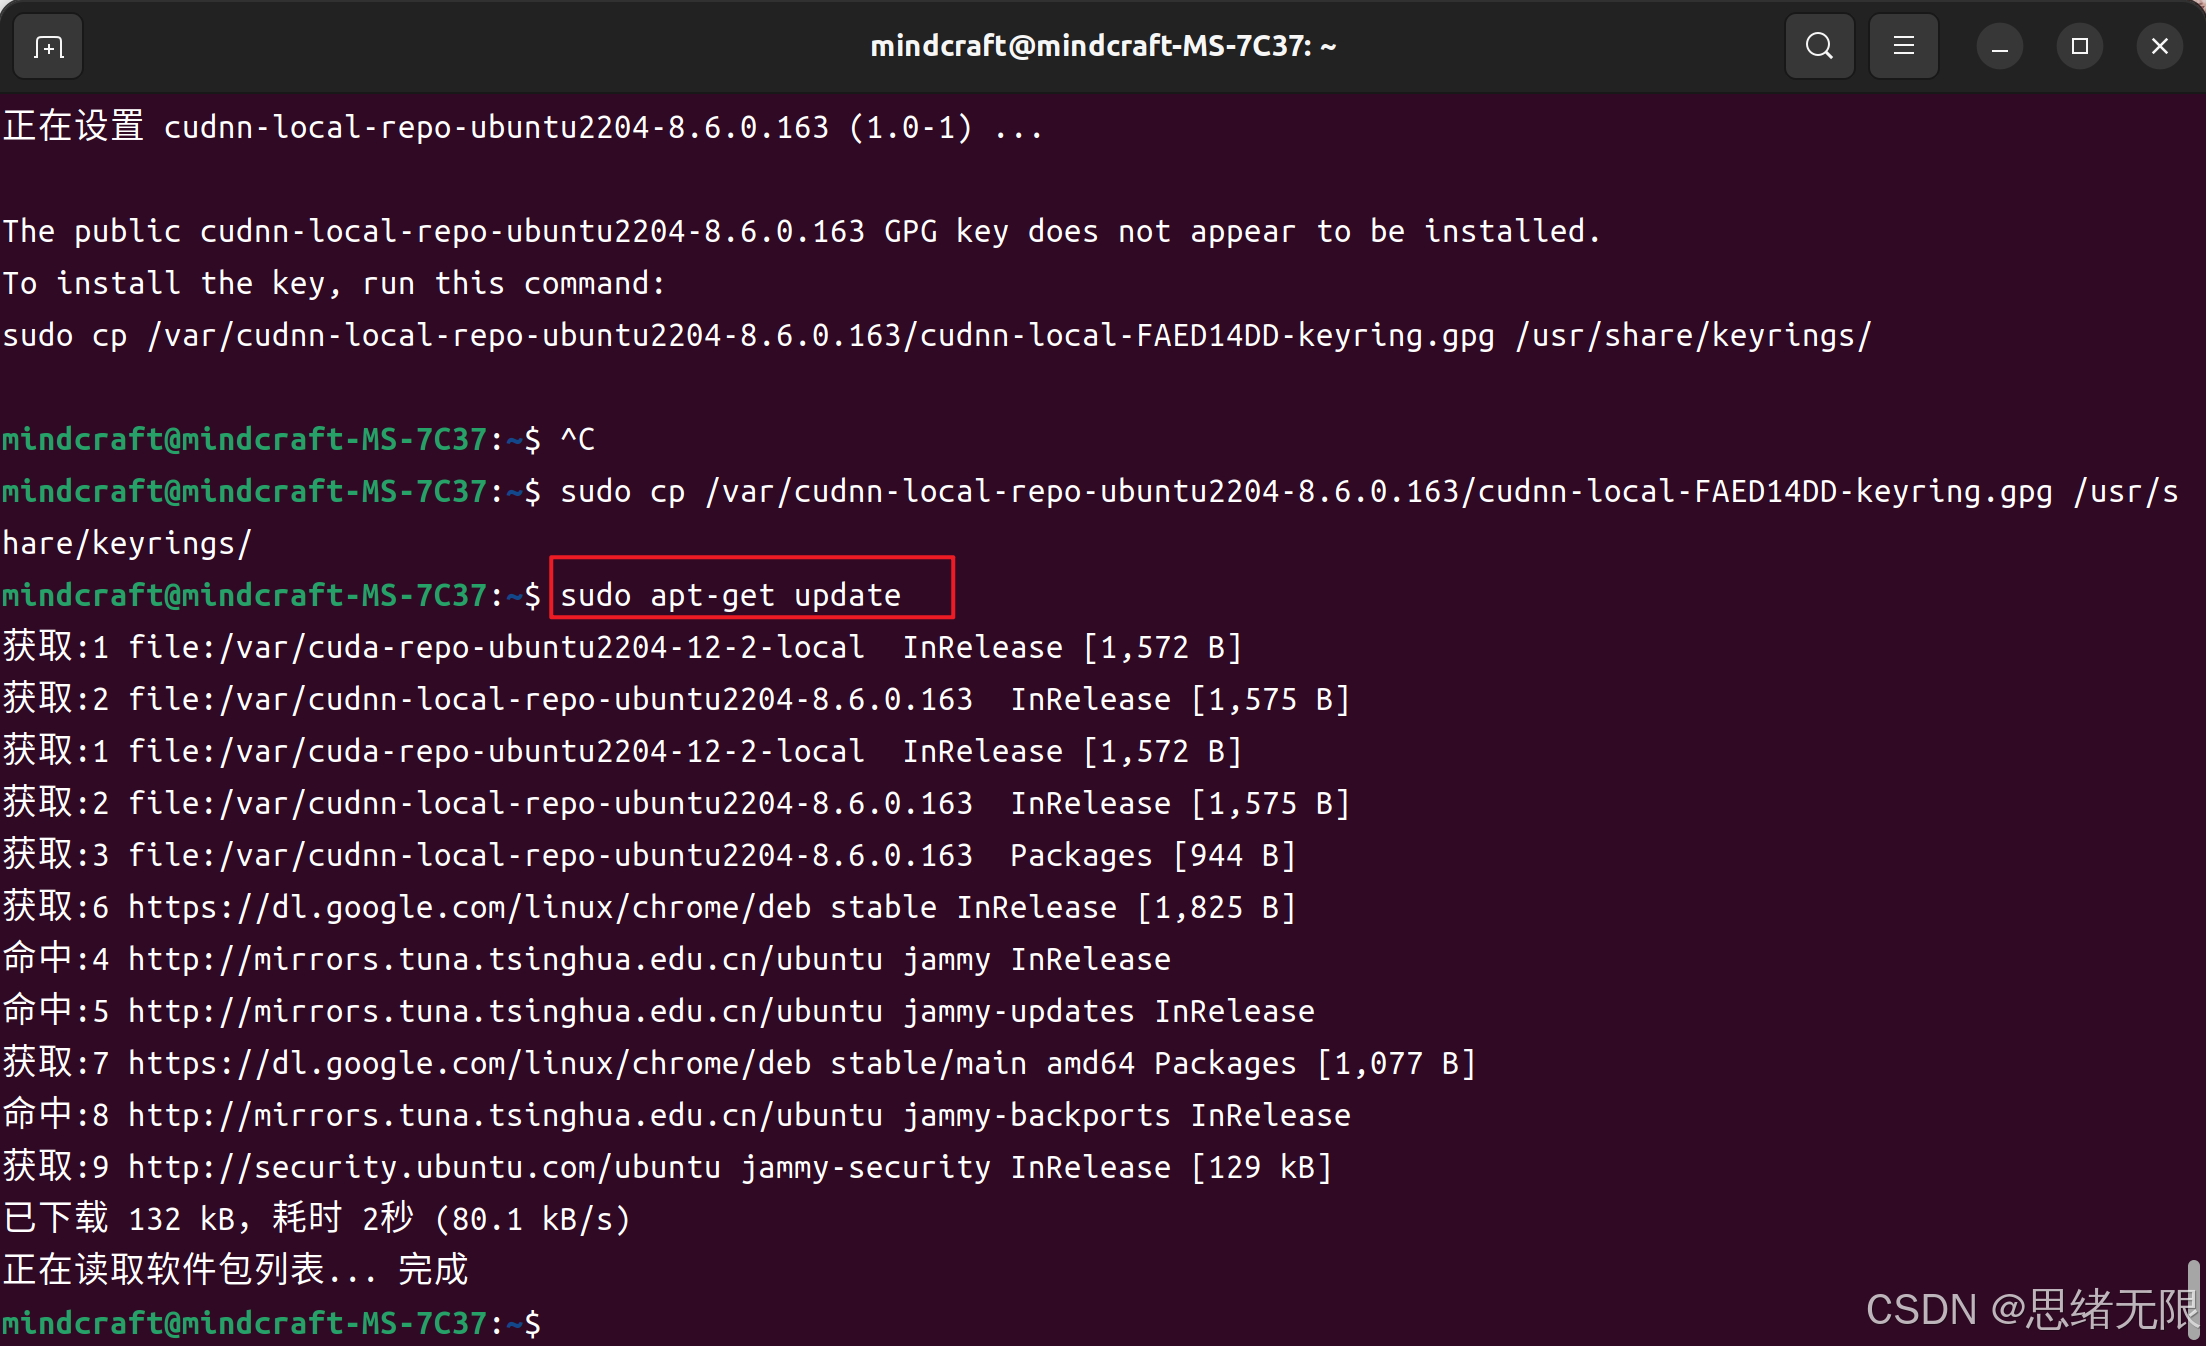 mindcraft@mindcraft-MS-7C37: ~
正在设置 cudnn-local-repo-ubuntu2204-8.6.0.163 (1.0-1) ...
The public cudnn-local-repo-ubuntu2204-8.6.0.163 GPG key does not appear to be installed.
To install the key, run this command:
sudo cp /var/cudnn-local-repo-ubuntu2204-8.6.0.163/cudnn-local-FAED14DD-keyring.gpg /usr/share/keyrings/
mindcraft@mindcraft-MS-7C37:~$ ^C
mindcraft@mindcraft-MS-7C37:~$ sudo cp /var/cudnn-local-repo-ubuntu2204-8.6.0.163/cudnn-local-FAED14DD-keyring.gpg /usr/s
hare/keyrings/
mindcraft@mindcraft-MS-7C37:~$ sudo apt-get update
获取:1 file:/var/cuda-repo-ubuntu2204-12-2-local  InRelease [1,572 B]
获取:2 file:/var/cudnn-local-repo-ubuntu2204-8.6.0.163  InRelease [1,575 B]
获取:1 file:/var/cuda-repo-ubuntu2204-12-2-local  InRelease [1,572 B]
获取:2 file:/var/cudnn-local-repo-ubuntu2204-8.6.0.163  InRelease [1,575 B]
获取:3 file:/var/cudnn-local-repo-ubuntu2204-8.6.0.163  Packages [944 B]
获取:6 https://dl.google.com/linux/chrome/deb stable InRelease [1,825 B]
命中:4 http://mirrors.tuna.tsinghua.edu.cn/ubuntu jammy InRelease
命中:5 http://mirrors.tuna.tsinghua.edu.cn/ubuntu jammy-updates InRelease
获取:7 https://dl.google.com/linux/chrome/deb stable/main amd64 Packages [1,077 B]
命中:8 http://mirrors.tuna.tsinghua.edu.cn/ubuntu jammy-backports InRelease
获取:9 http://security.ubuntu.com/ubuntu jammy-security InRelease [129 kB]
已下载 132 kB，耗时 2秒 (80.1 kB/s)
正在读取软件包列表... 完成
mindcraft@mindcraft-MS-7C37:~$
CSDN @思绪无限